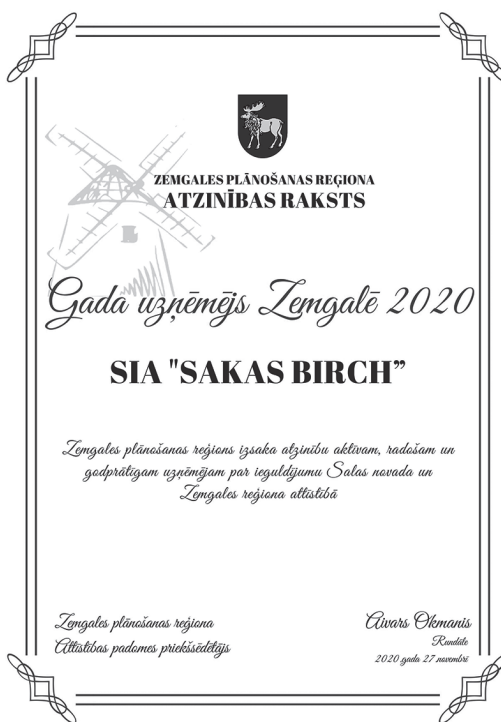 ZEMGALES PLĀNOŠANAS REĢIONA
ATZINĪBAS RAKSTS
Gada uzņēmējs Zemgalē 2020
SIA "SAKAS BIRCH”
Zemgales plānošanas reģions izsaka atzinību aktīvam, radošam un
godprātīgam uzņēmējam par ieguldījumu Salas novada un
Zemgales reģiona attīstībā
Zemgales plānošanas reģiona
Attīstības padomes priekšsēdētājs
Aivars Okmanis
Rundāle
2020.gada 27.novembrī